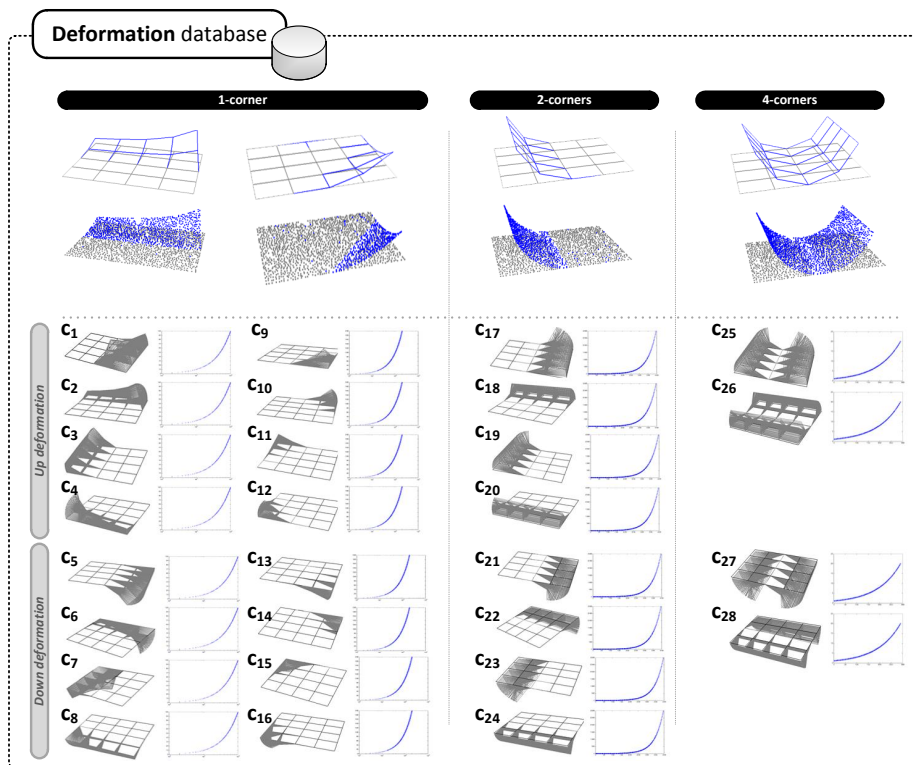 Deformation database
1-corner
2-corners
4-corners
Up deformation
C1
C9
C17
C25
C2
C10
C18
C26
C3
C11
C19
C4
C12
C20
Down deformation
C5
C13
C21
C27
C6
C14
C22
C28
C7
C15
C23
C8
C16
C24